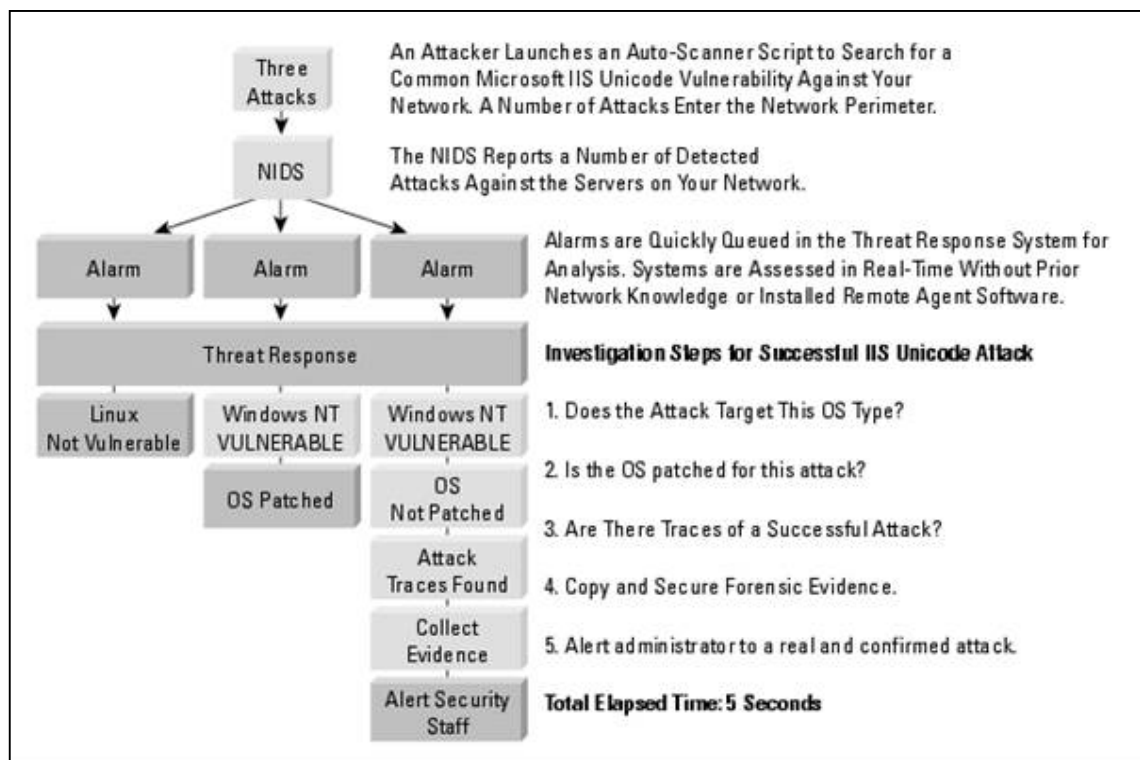 Three
Attacks
An Attacker Launches an Auto-Scanner Script to Search for a
Common Microsoft IIS Unicode Vulnerability Against Your
Network. A Number of Attacks Enter the Network Perimeter.
NIDS
The NIDS Reports a Number of Detected
Attacks Against the Servers on Your Network.
Alarm
Alarm
Alarm
Alarms are Quickly Queued in the Threat Response System for
Analysis. Systems are Assessed in Real-Time Without Prior
Network Knowledge or Installed Remote Agent Software.
Threat Response
Investigation Steps for Successful IIS Unicode Attack
Linux
Not Vulnerable
Windows NT
VULNERABLE
Windows NT
VULNERABLE
1. Does the Attack Target This OS Type?
OS Patched
OS
Not Patched
2. Is the OS patched for this attack?
Attack
Traces Found
3. Are There Traces of a Successful Attack?
4. Copy and Secure Forensic Evidence.
Collect
Evidence
5. Alert administrator to a real and confirmed attack.
Alert Security
Staff
Total Elapsed Time: 5 Seconds